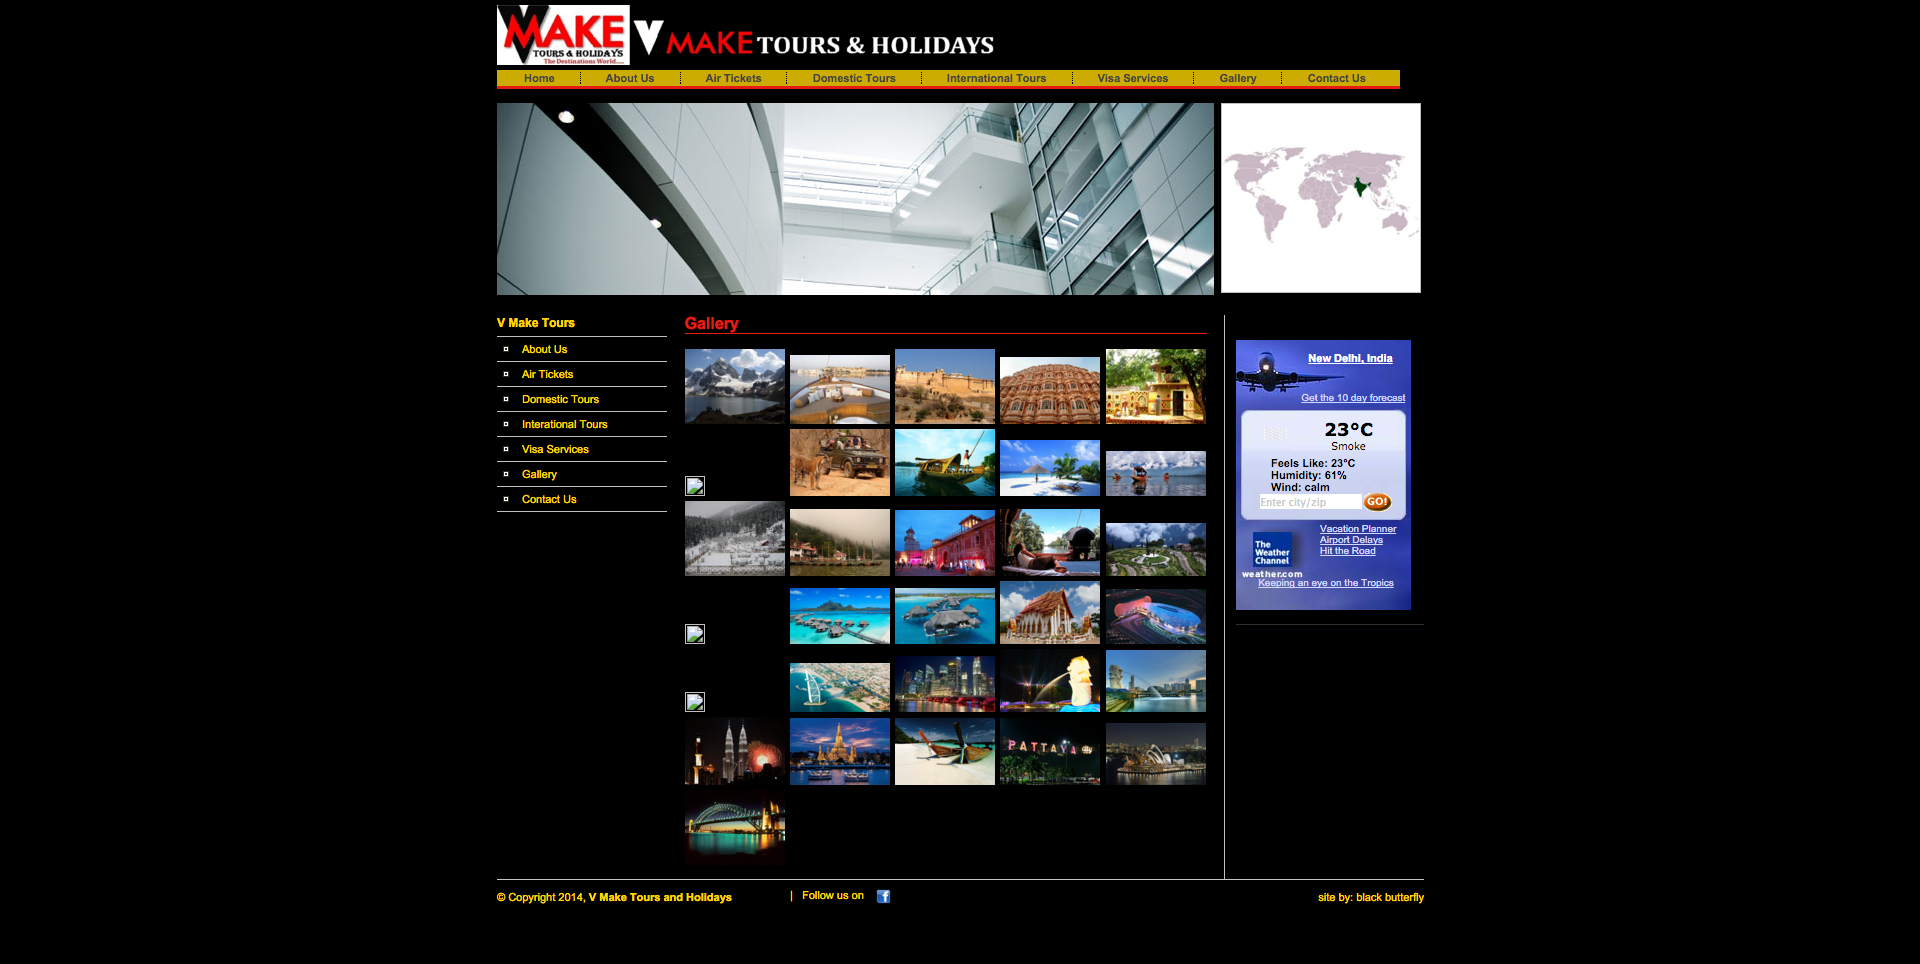 MAKE
TOURS & HOLIDAYS
The Destinations World....
V MAKE TOURS & HOLIDAYS
Home
About Us
Air Tickets
Domestic Tours
International Tours
Visa Services
Gallery
Contact Us
V Make Tours
About Us
Air Tickets
Domestic Tours
Interational Tours
Visa Services
Gallery
Contact Us
Gallery
PATTAYA
New Delhi, India
Get the 10 day forecast
23°C
Smoke
Feels Like: 23°C
Humidity: 61%
Wind: calm
Enter city/zip
GO!
Vacation Planner
Airport Delays
Hit the Road
The
Weather
Channel
weather.com
Keeping an eye on the Tropics
© Copyright 2014, V Make Tours and Holidays
| Follow us on
site by: black butterfly